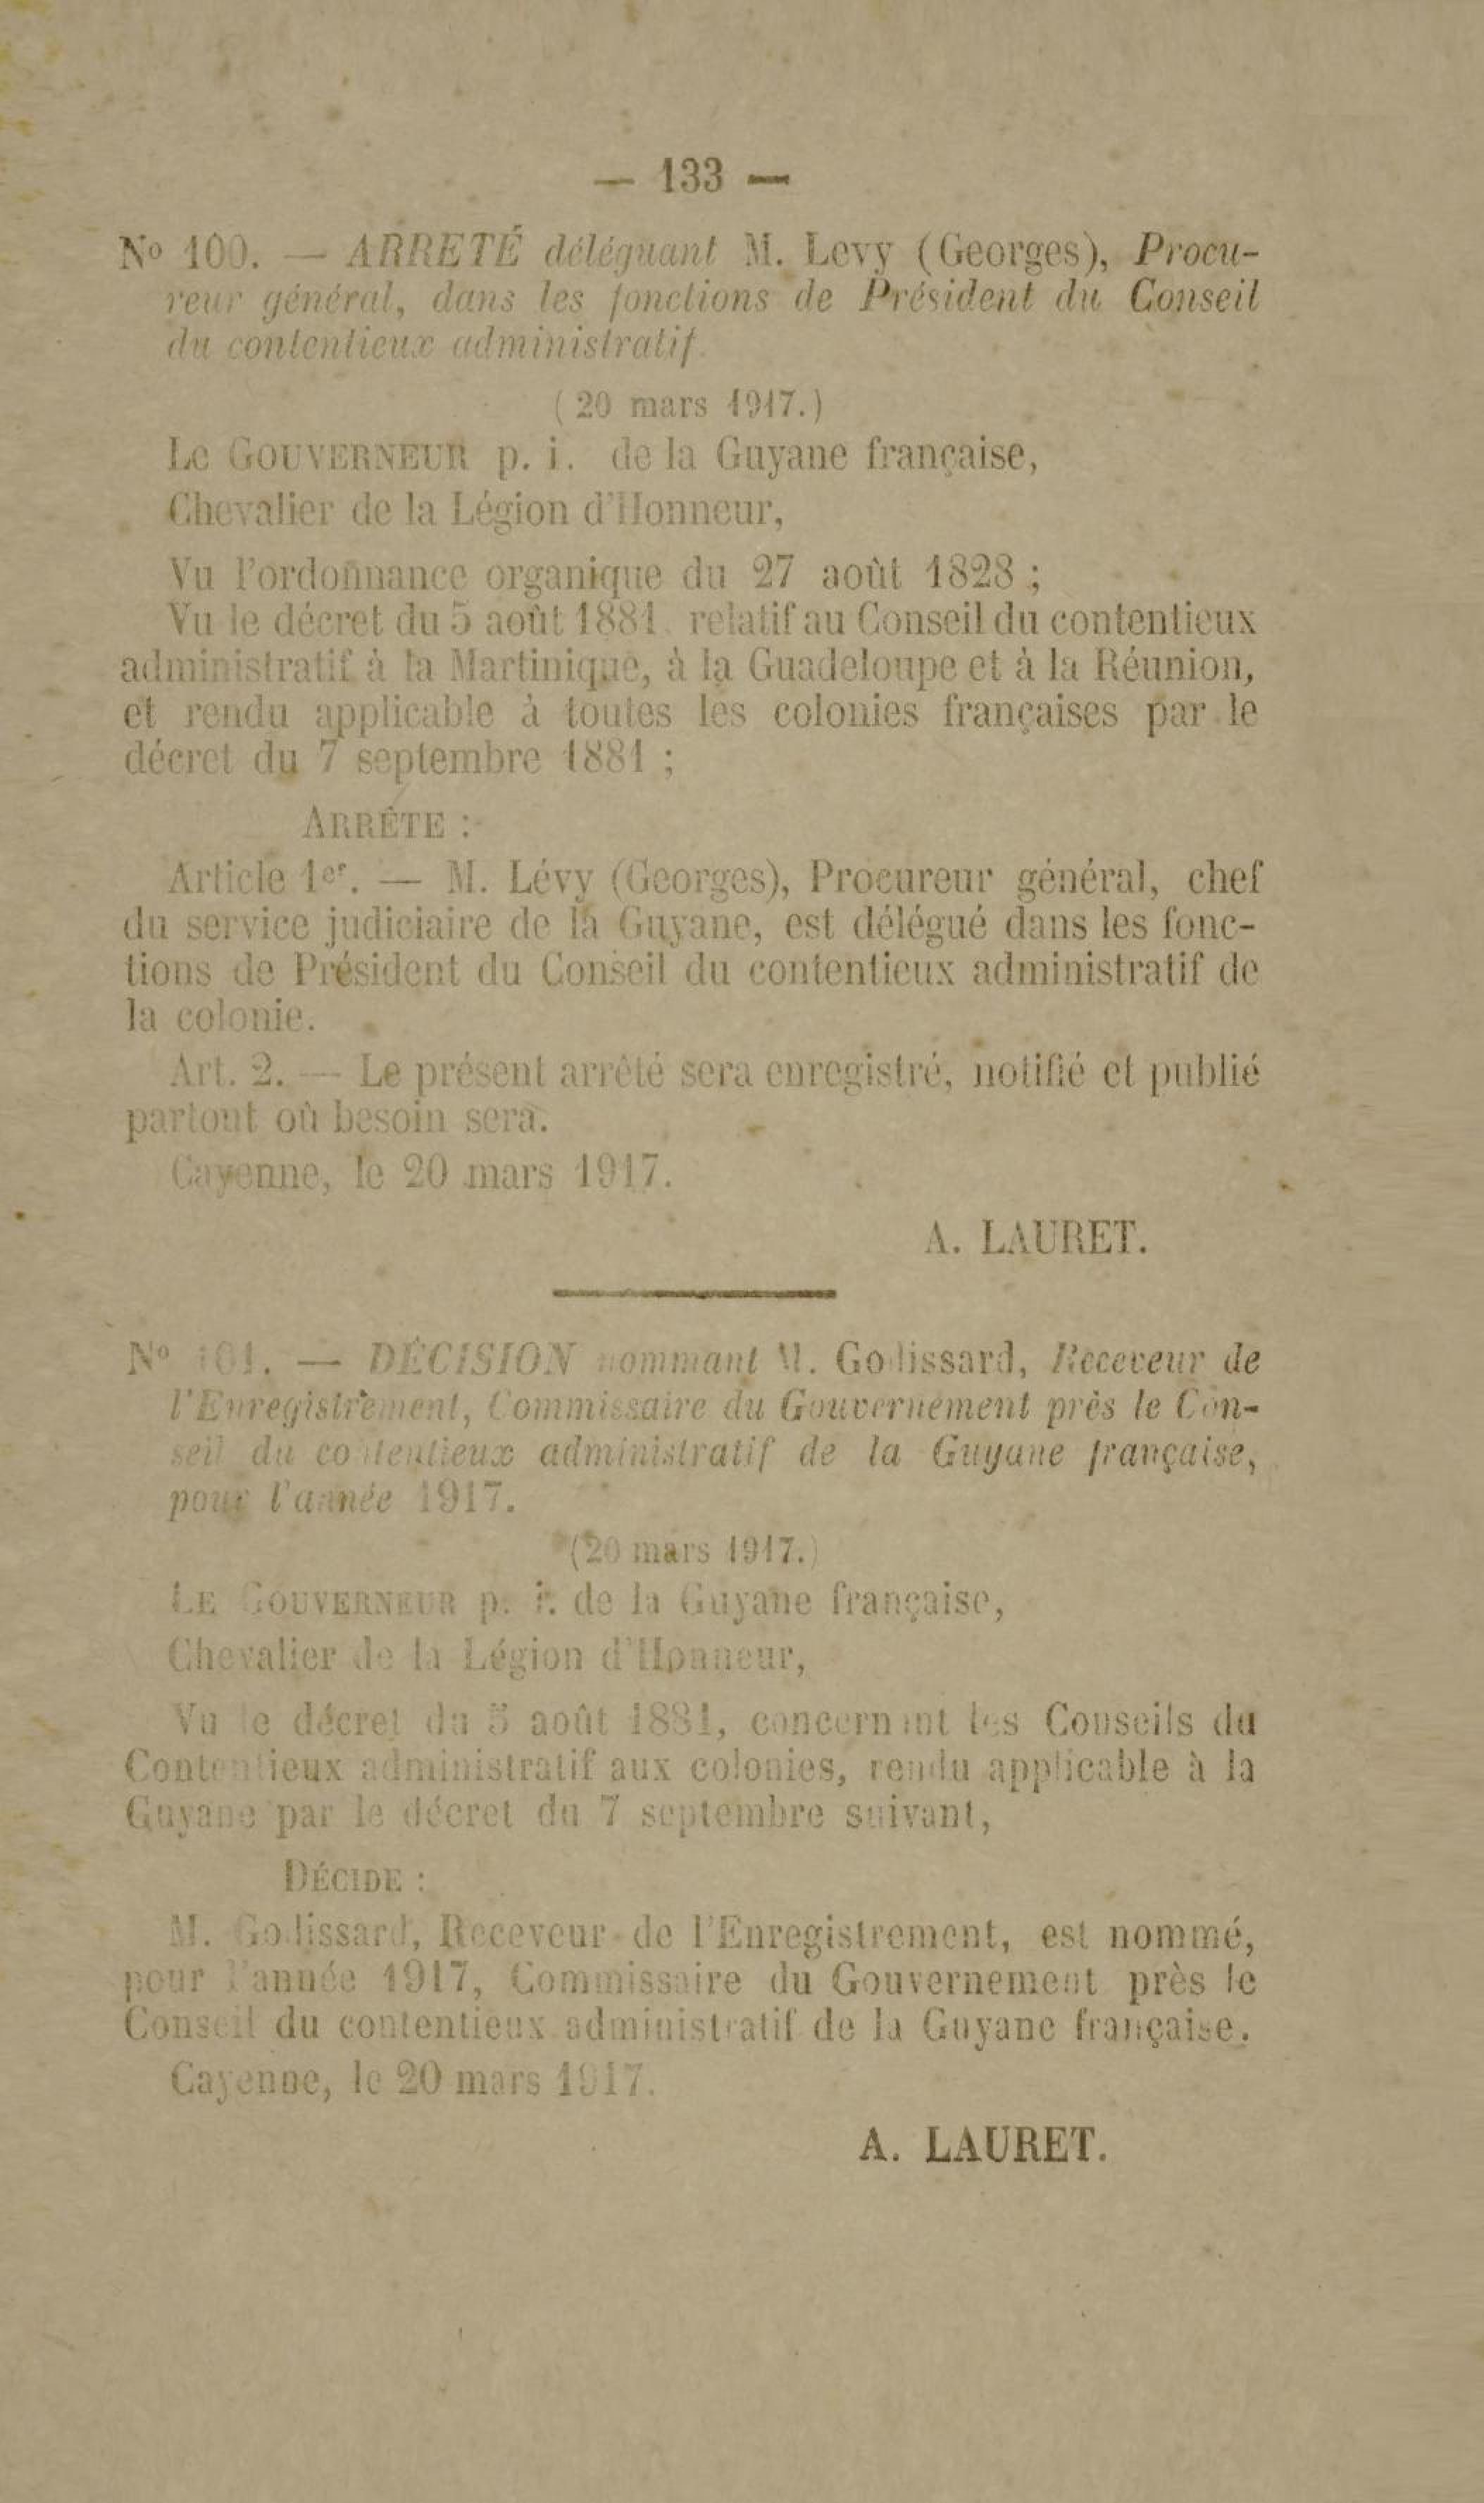 — 133 —
Nº 100. — ARRETÉ déléguant M. Levy (Georges), Procu-
reur général, dans les fonctions de Président du Conseil
du contentieux administratif.
(20 mars 1917.)
Le GOUVERNEUR p. i. de la Guyane française,
Chevalier de la Légion d'Honneur,
Vu l'ordonnance organique du 27 août 1828 ;
Vu le décret du 5 août 1881, relatif au Conseil du contentieux
administratif à la Martinique, à la Guadeloupe et à la Réunion,
et rendu applicable à toutes les colonies françaises par le
décret du 7 septembre 1881 ;
ARRÊTE :
Article 1er. — M. Lévy (Georges), Procureur général, chef
du service judiciaire de la Guyane, est délégué dans les fonc-
tions de Président du Conseil du contentieux administratif de
la colonie.
Art. 2. — Le présent arrêté sera enregistré, notifié et publié
partout où besoin sera.
Cayenne, le 20 mars 1917.
A. LAURET.
Nº 101. — DÉCISION nommant M. Godissard, Receveur de
l'Enregistrement, Commissaire du Gouvernement près le Con-
seil du contentieux administratif de la Guyane française,
pour l'année 1917.
(20 mars 1917.)
LE GOUVERNEUR p. i. de la Guyane française,
Chevalier de la Légion d'Honneur,
Vu le décret du 5 août 1881, concernant les Conseils du
Contentieux administratif aux colonies, rendu applicable à la
Guyane par le décret du 7 septembre suivant,
DÉCIDE :
M. Godissard, Receveur de l'Enregistrement, est nommé,
pour l'année 1917, Commissaire du Gouvernement près le
Conseil du contentieux administratif de la Guyane française.
Cayenne, le 20 mars 1917.
A. LAURET.